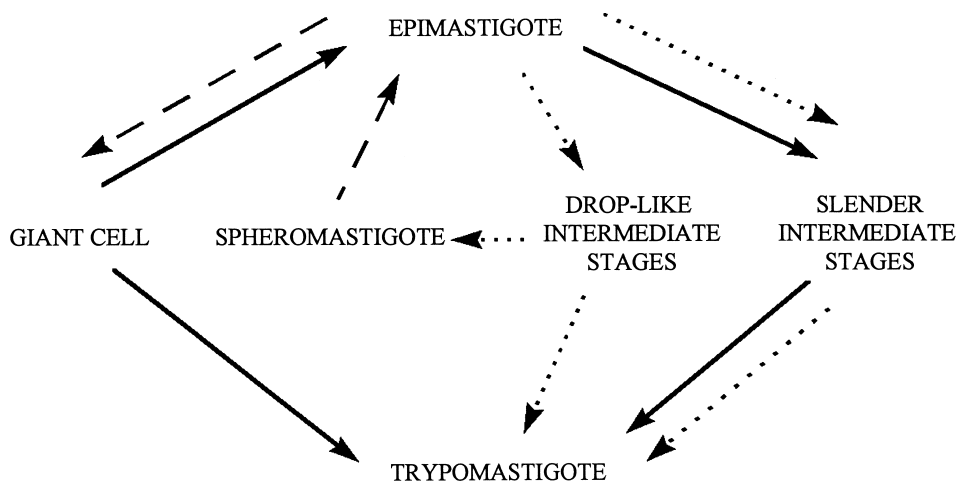 EPIMASTIGOTE
GIANT CELL
SPHEROMASTIGOTE
DROP-LIKE
INTERMEDIATE
STAGES
SLENDER
INTERMEDIATE
STAGES
TRYPOMASTIGOTE